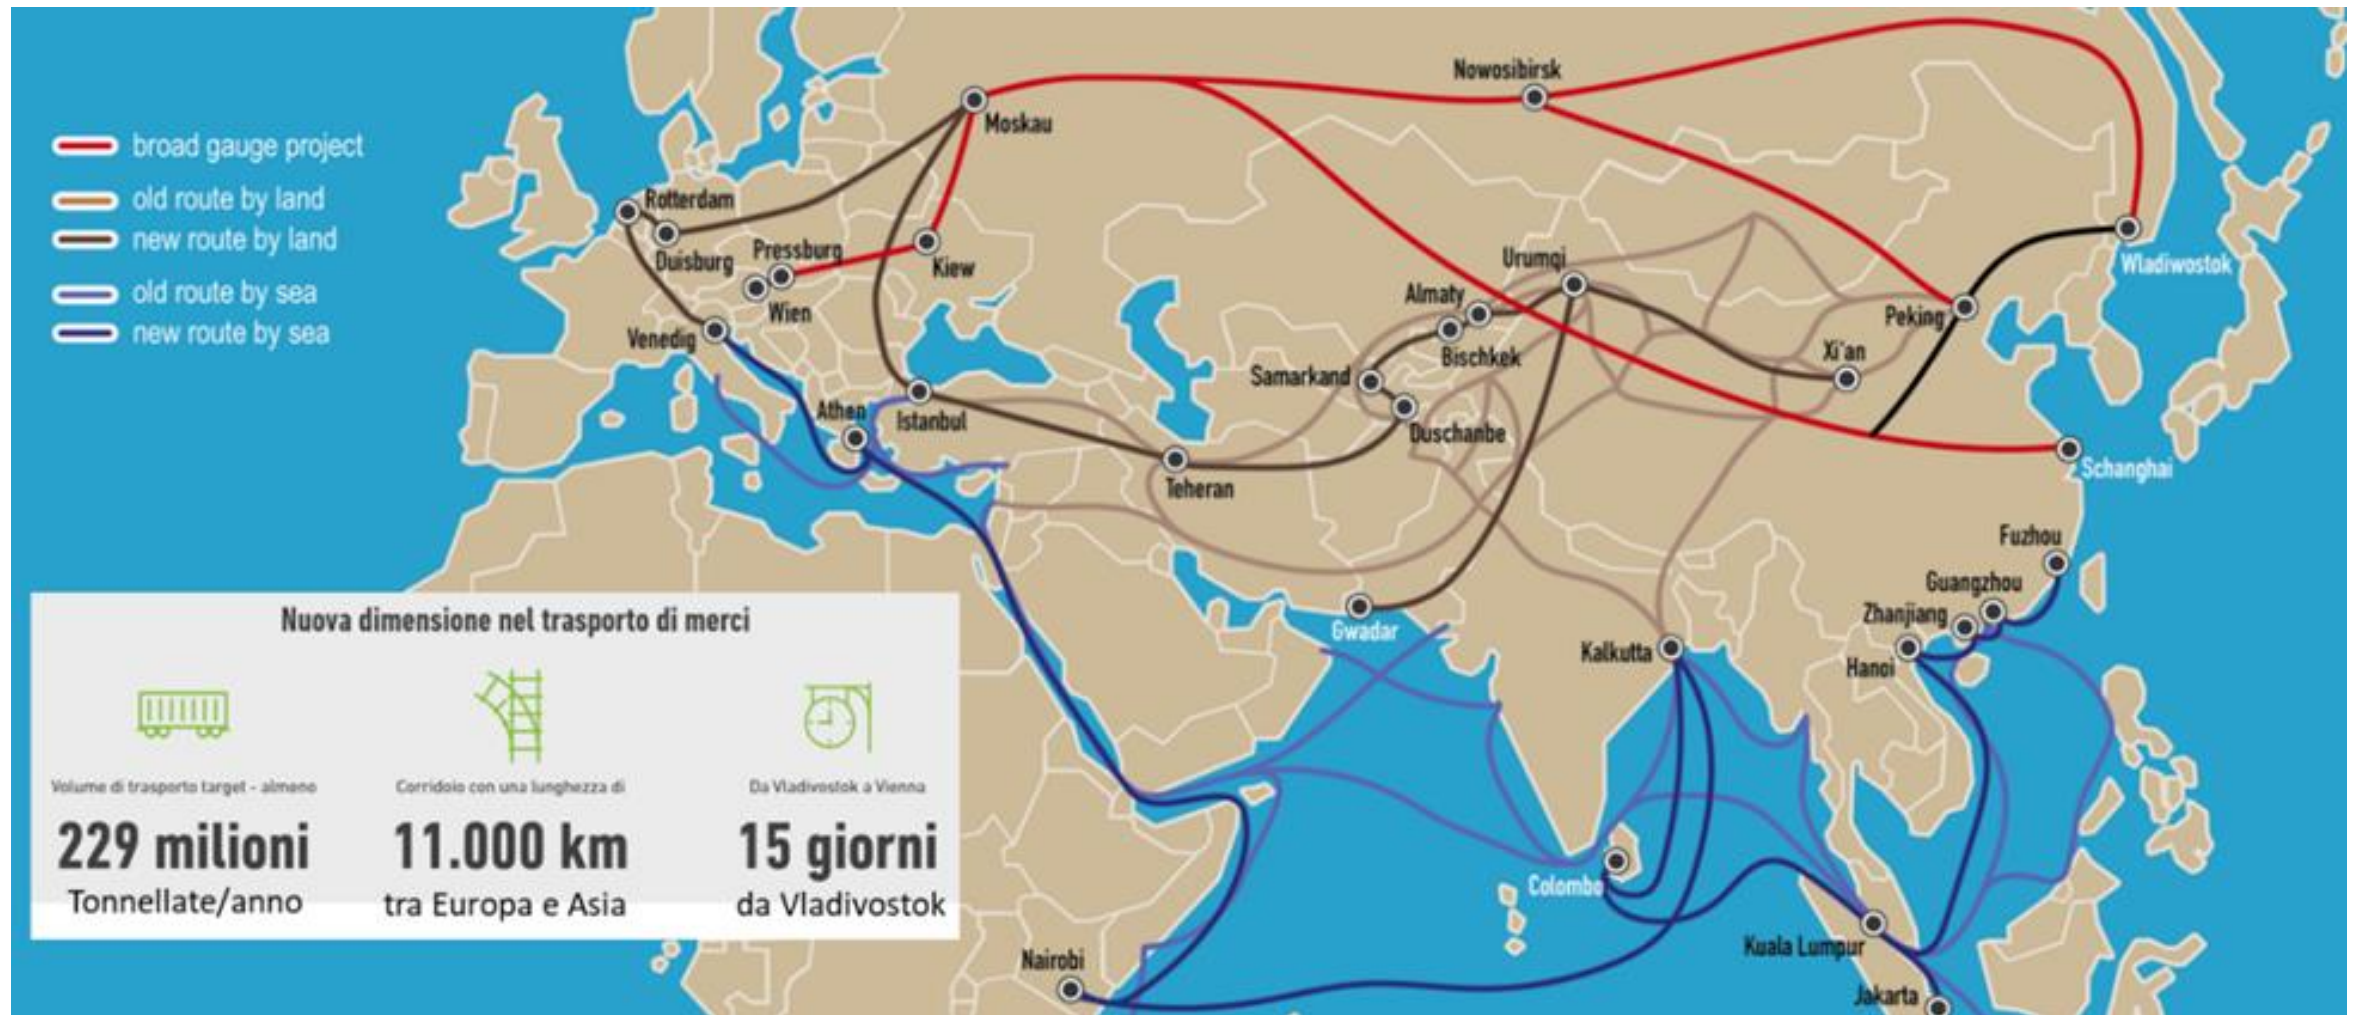 broad gauge project
old route by land
new route by land
old route by sea
new route by sea
Moskau
Nowosibirsk
Rotterdam
Duisburg
Pressburg
Wien
Kiew
Venedig
Athen
Istanbul
Teheran
Samarkand
Duschanbe
Bischkek
Almaty
Urumqi
Xi'an
Peking
Wladiwostok
Schanghai
Fuzhou
Guangzhou
Zhanjiang
Hanoi
Gwadar
Kalkutta
Colombo
Kuala Lumpur
Jakarta
Nairobi
Nuova dimensione nel trasporto di merci
Volume di trasporto target - almeno
229 milioni
Tonnellate/anno
Corridoio con una lunghezza di
11.000 km
tra Europa e Asia
Da Vladivostok a Vienna
15 giorni
da Vladivostok